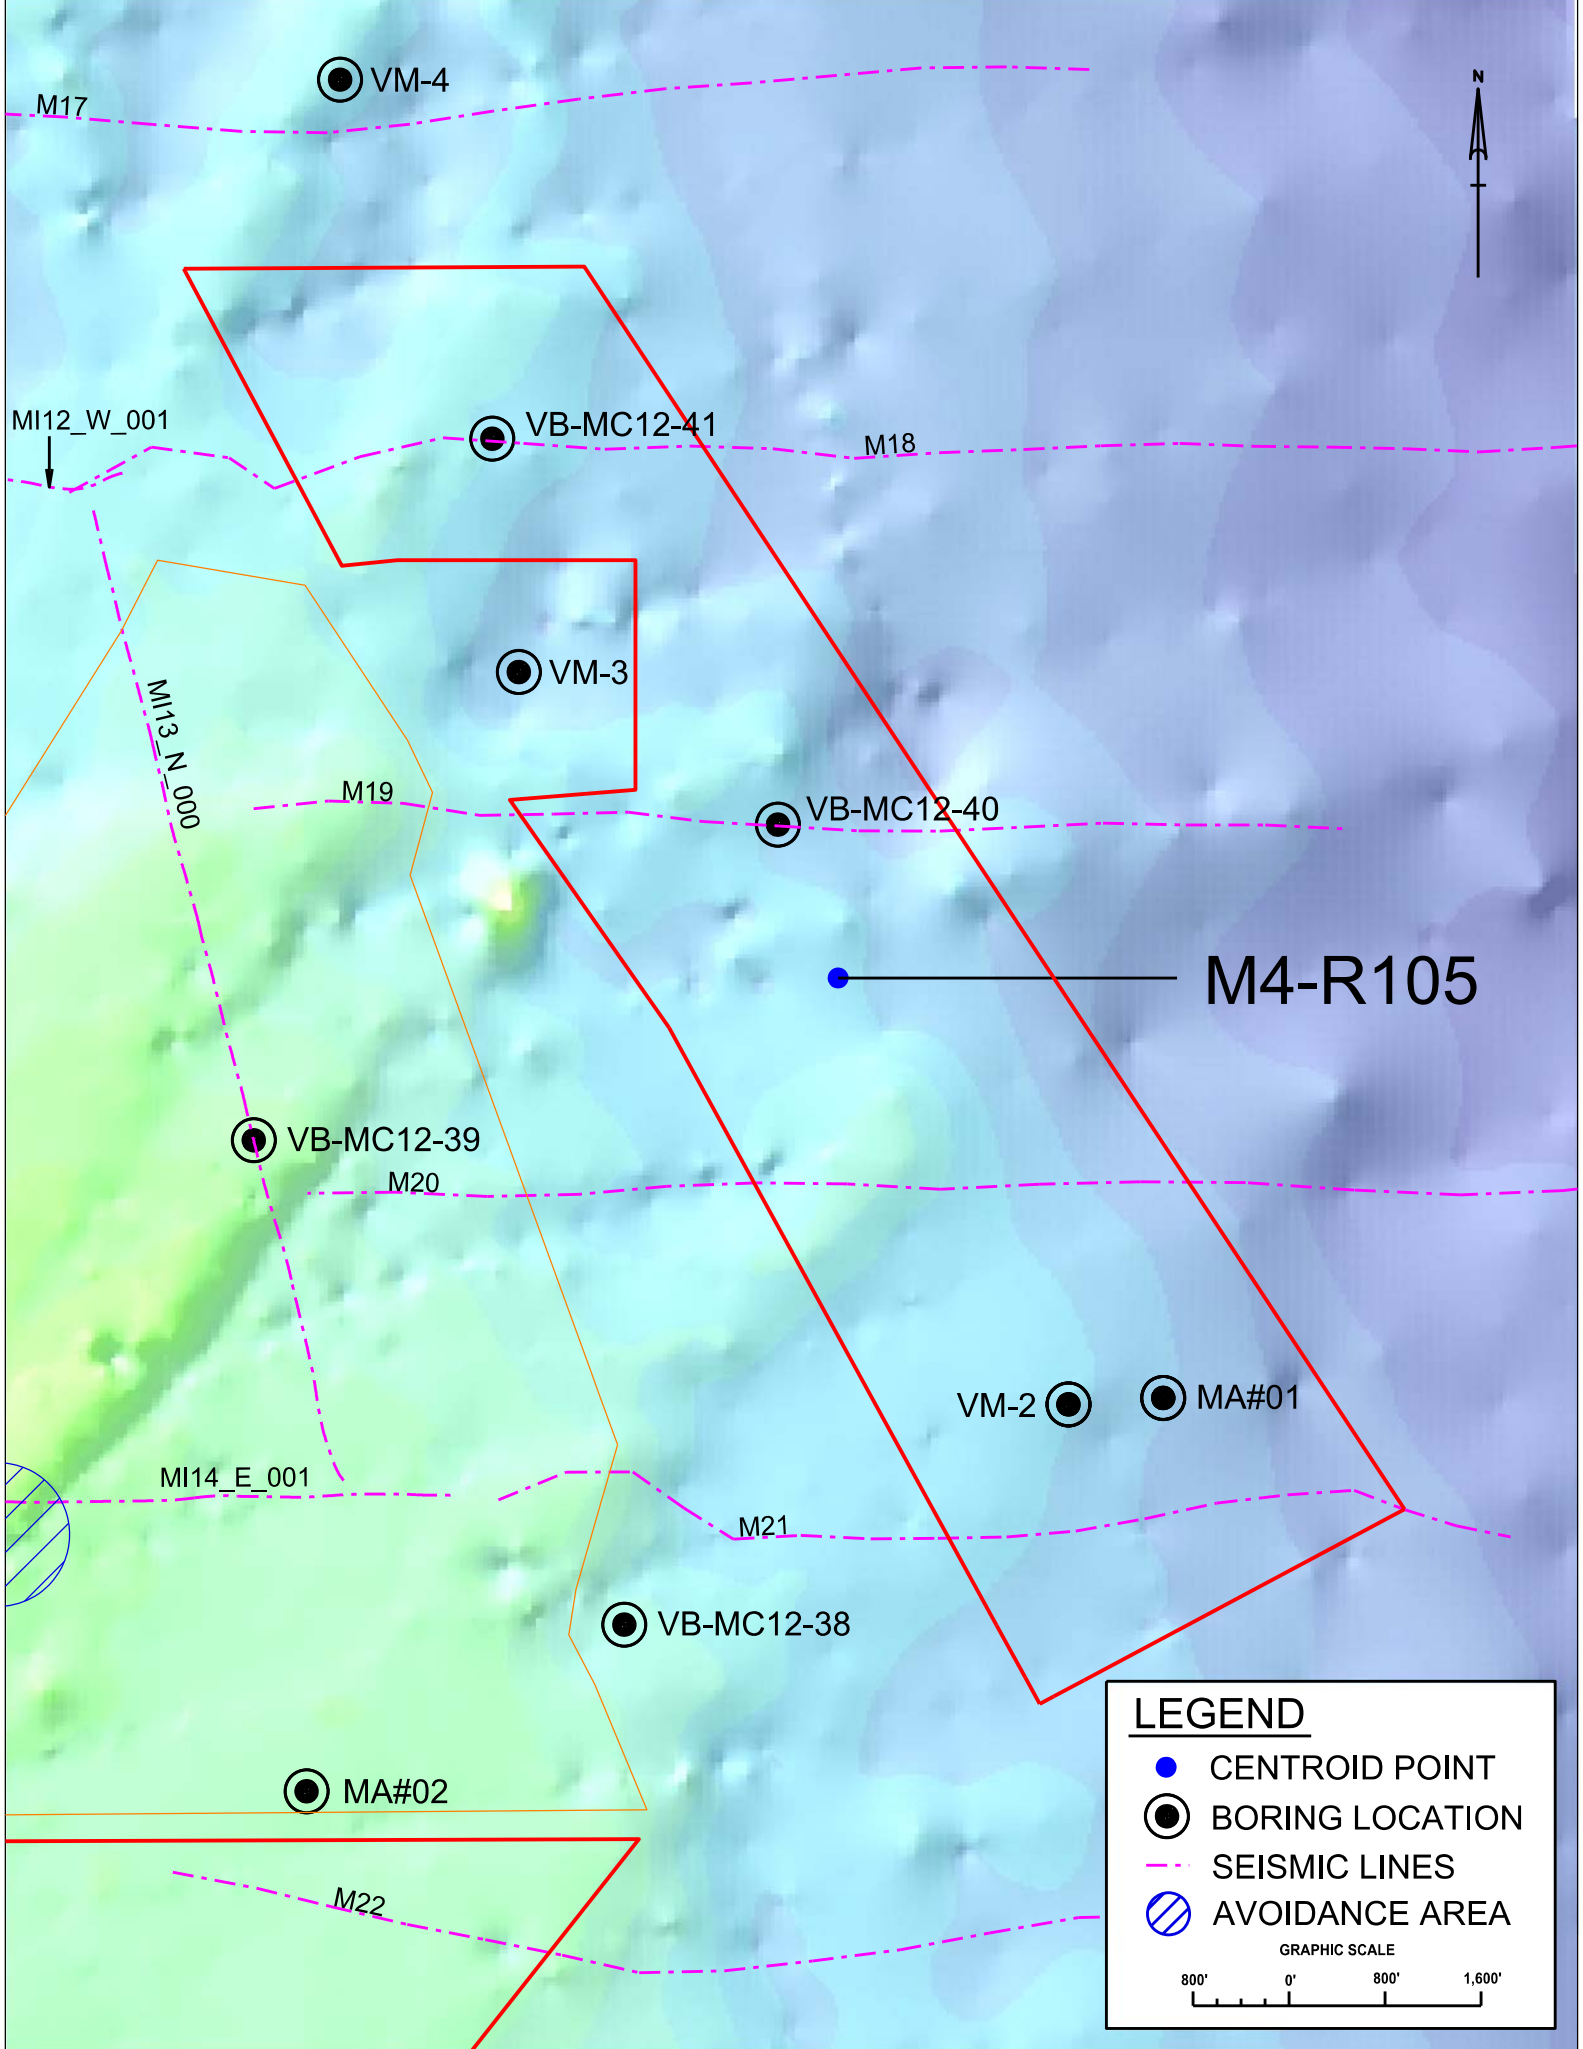 VM-4
M17
N
MI12_W_001
VB-MC12-41
M18
VM-3
MI13_N_000
M19
VB-MC12-40
M4-R105
VB-MC12-39
M20
VM-2
MA#01
MI14_E_001
M21
VB-MC12-38
MA#02
M22
LEGEND
CENTROID POINT
BORING LOCATION
SEISMIC LINES
AVOIDANCE AREA
GRAPHIC SCALE
800' 0' 800' 1,600'